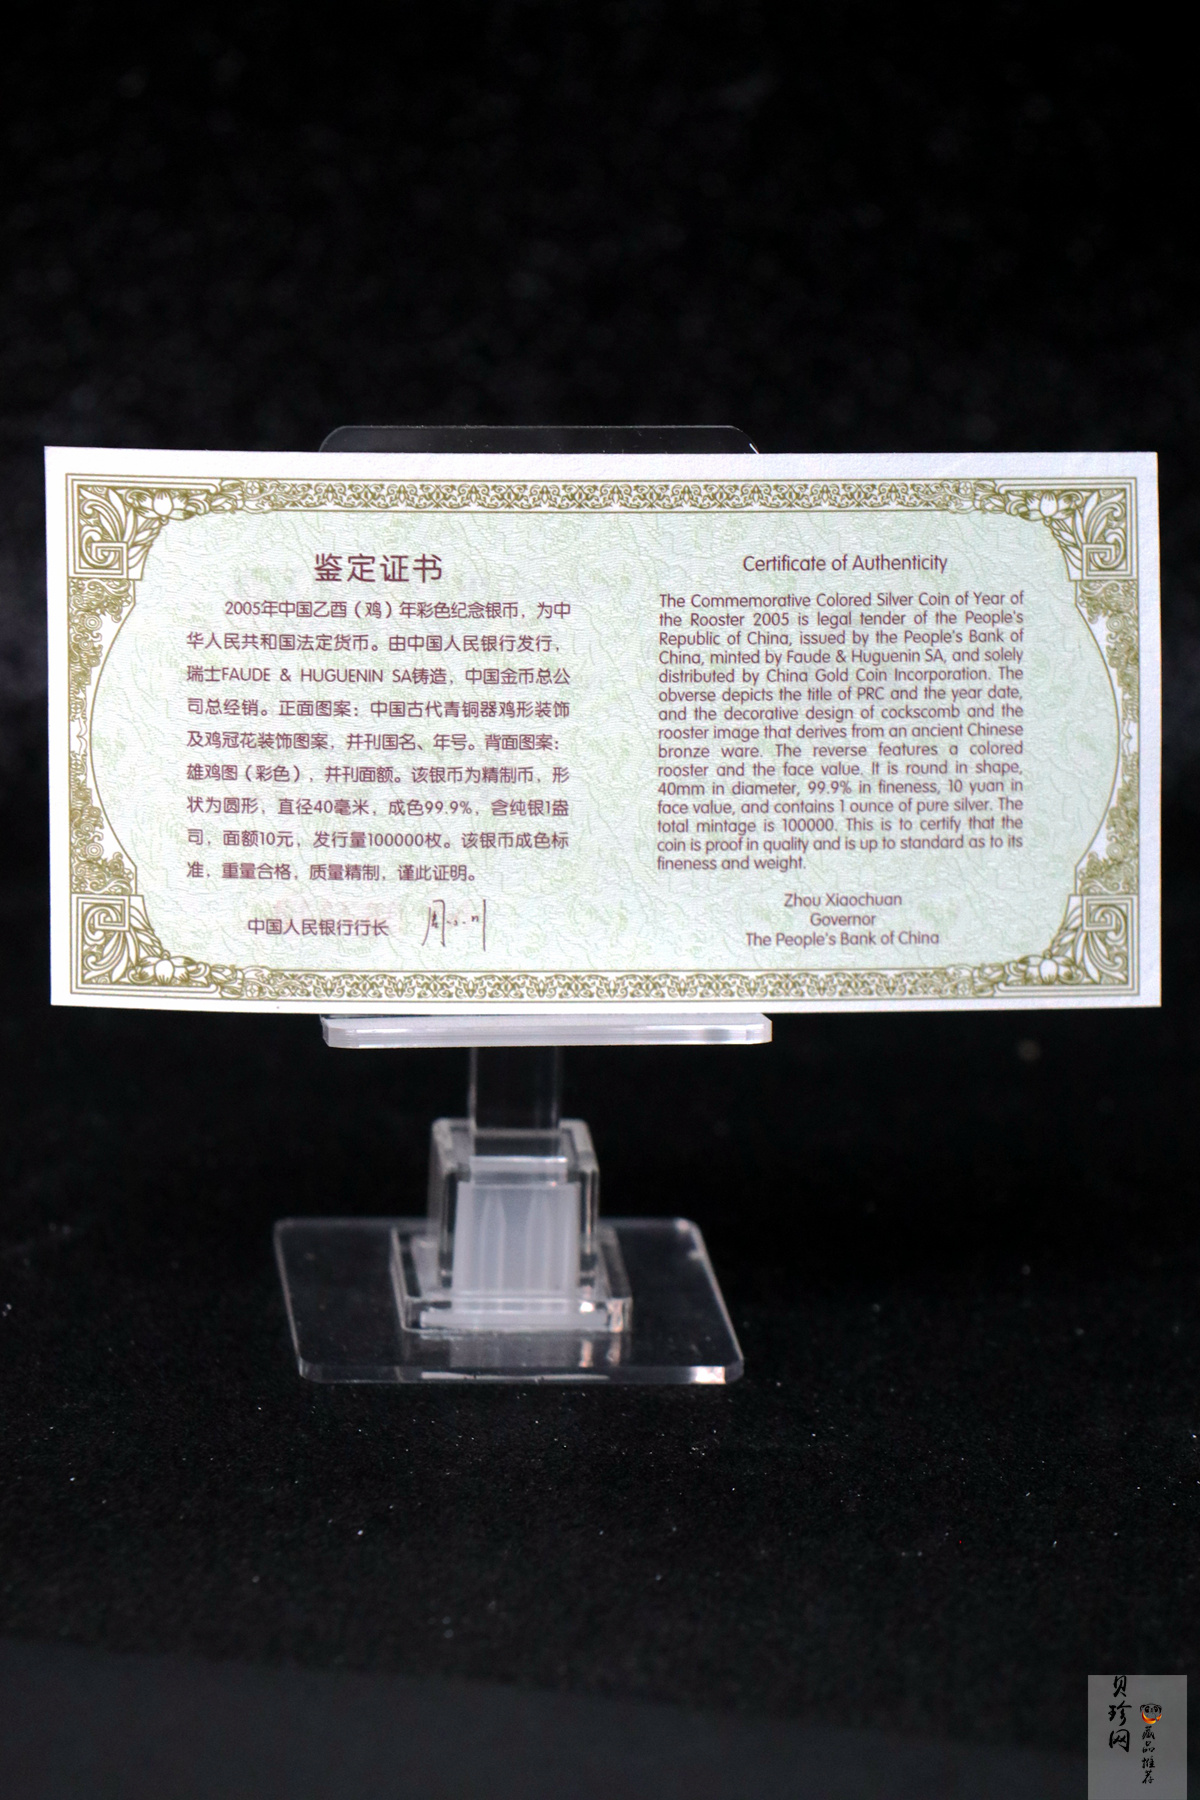 鉴定证书
2005年中国乙酉（鸡）年彩色纪念银币，为中
华人民共和国法定货币。由中国人民银行发行，
瑞士FAUDE & HUGUENIN SA铸造，中国金币总公
司总经销。正面图案：中国古代青铜器鸡形装饰
及鸡冠花装饰图案，并刊国名、年号。背面图案：
雄鸡图（彩色），并刊面额。该银币为精制币，形
状为圆形，直径40毫米，成色99.9%，含纯银1盎
司，面额10元，发行量100000枚。该银币成色标
准，重量合格，质量精制，谨此证明。
中国人民银行行长
Certificate of Authenticity
The Commemorative Colored Silver Coin of Year of
the Rooster 2005 is legal tender of the People's
Republic of China, issued by the People's Bank of
China, minted by Faude & Huguenin SA, and solely
distributed by China Gold Coin Incorporation. The
obverse depicts the title of PRC and the year date,
and the decorative design of cockscomb and the
rooster image that derives from an ancient Chinese
bronze ware. The reverse features a colored
rooster and the face value. It is round in shape,
40mm in diameter, 99.9% in fineness, 10 yuan in
face value, and contains 1 ounce of pure silver. The
total mintage is 100000. This is to certify that the
coin is proof in quality and is up to standard as to its
fineness and weight.
Zhou Xiaochuan
Governor
The People's Bank of China
贝珍网
藏品推荐